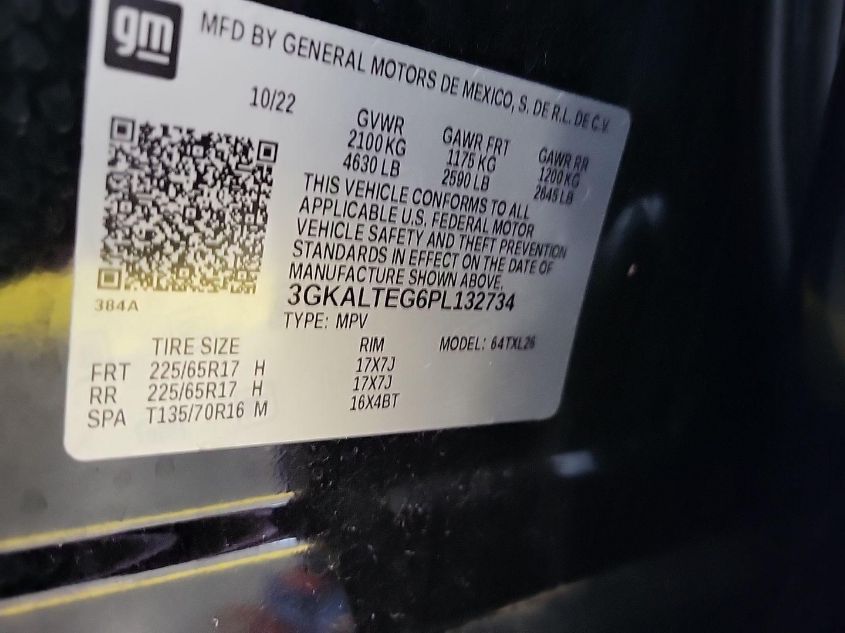 gm
MFD BY GENERAL MOTORS DE MEXICO, S. DE R.L. DE C.V.
10/22
GVWR GAWR FRT GAWR RR
2100 KG 1175 KG 1200 KG
4630 LB 2590 LB 2645 LB
THIS VEHICLE CONFORMS TO ALL
APPLICABLE U.S. FEDERAL MOTOR
VEHICLE SAFETY AND THEFT PREVENTION
STANDARDS IN EFFECT ON THE DATE OF
MANUFACTURE SHOWN ABOVE.
384A
3GKALTEG6PL132734
TYPE: MPV
TIRE SIZE RIM MODEL: 64TXL26
FRT 225/65R17 H 17X7J
RR 225/65R17 H 17X7J
SPA T135/70R16 M 16X4BT